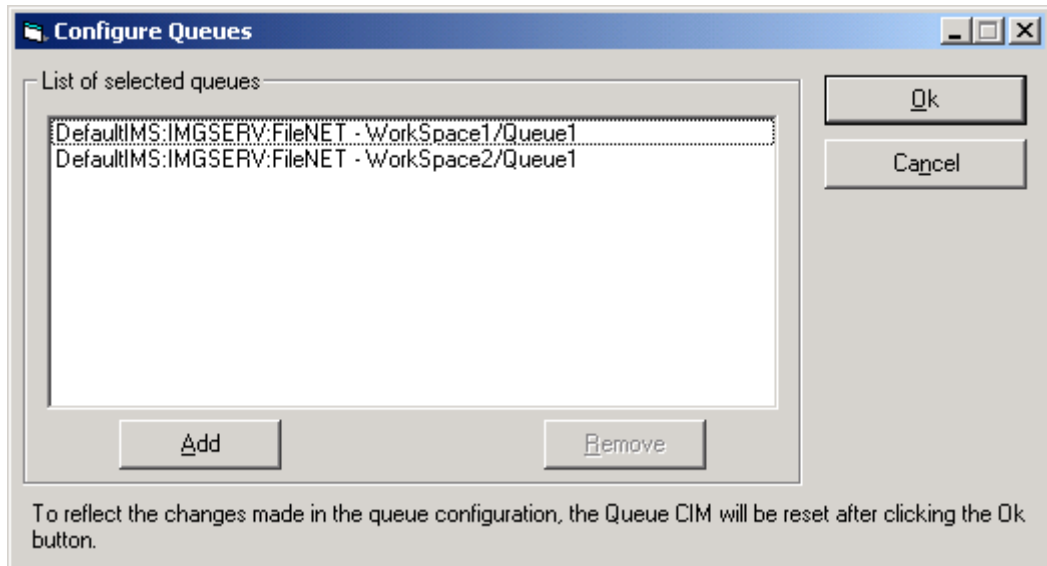 Configure Queues
List of selected queues
DefaultIMS:IMGSERV:FileNET - WorkSpace1/Queue1
DefaultIMS:IMGSERV:FileNET - WorkSpace2/Queue1
Ok
Cancel
Add
Remove
To reflect the changes made in the queue configuration, the Queue CIM will be reset after clicking the Ok
button.